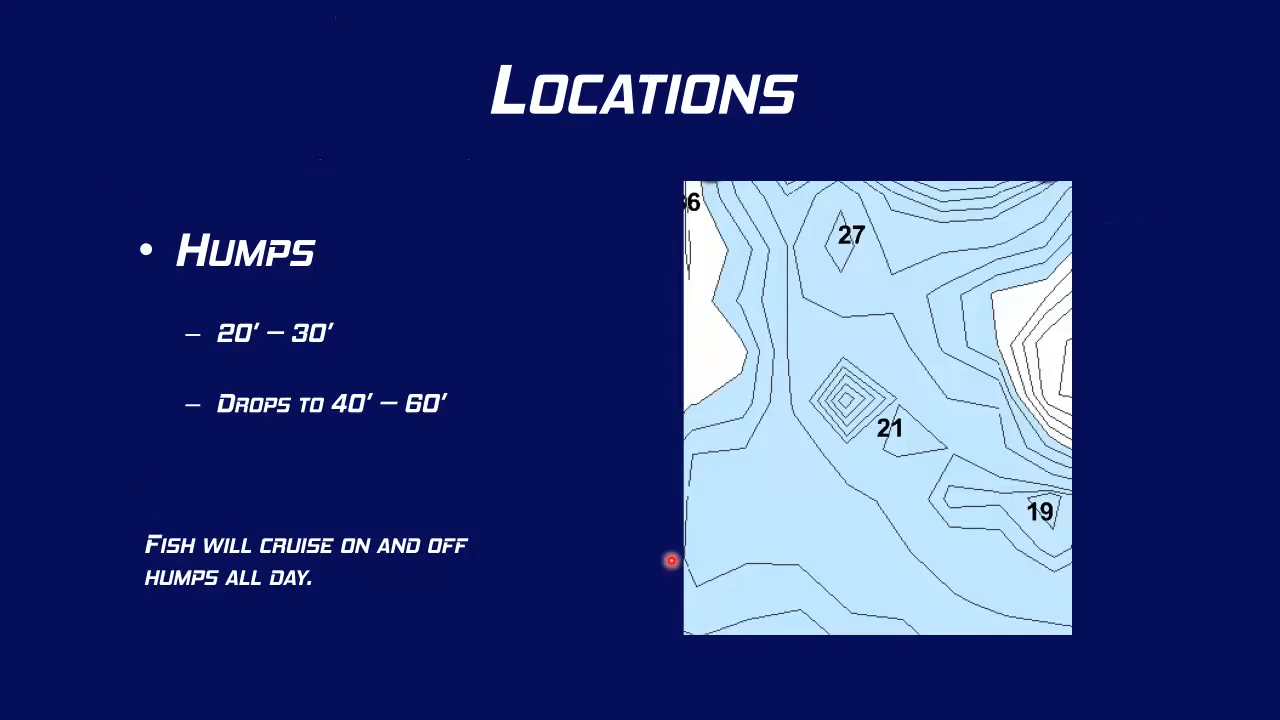 LOCATIONS
• HUMPS
– 20' – 30'
– DROPS TO 40' – 60'
FISH WILL CRUISE ON AND OFF
HUMPS ALL DAY.
6
27
21
19